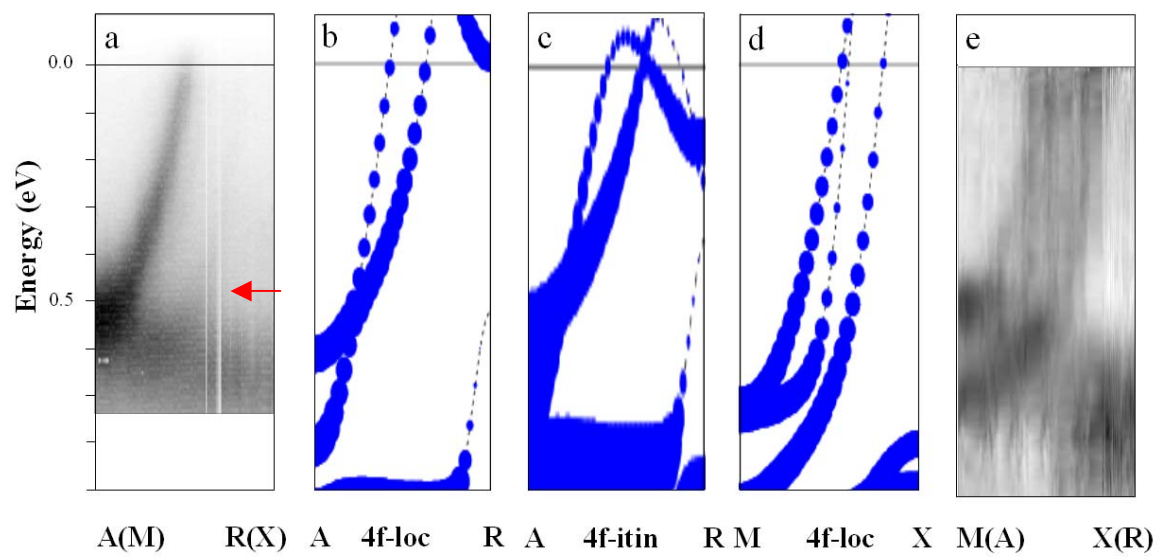 a
b
c
d
e
0.0
0.5
Energy (eV)
A(M) R(X) A 4f-loc R A 4f-itin R M 4f-loc X M(A) X(R)